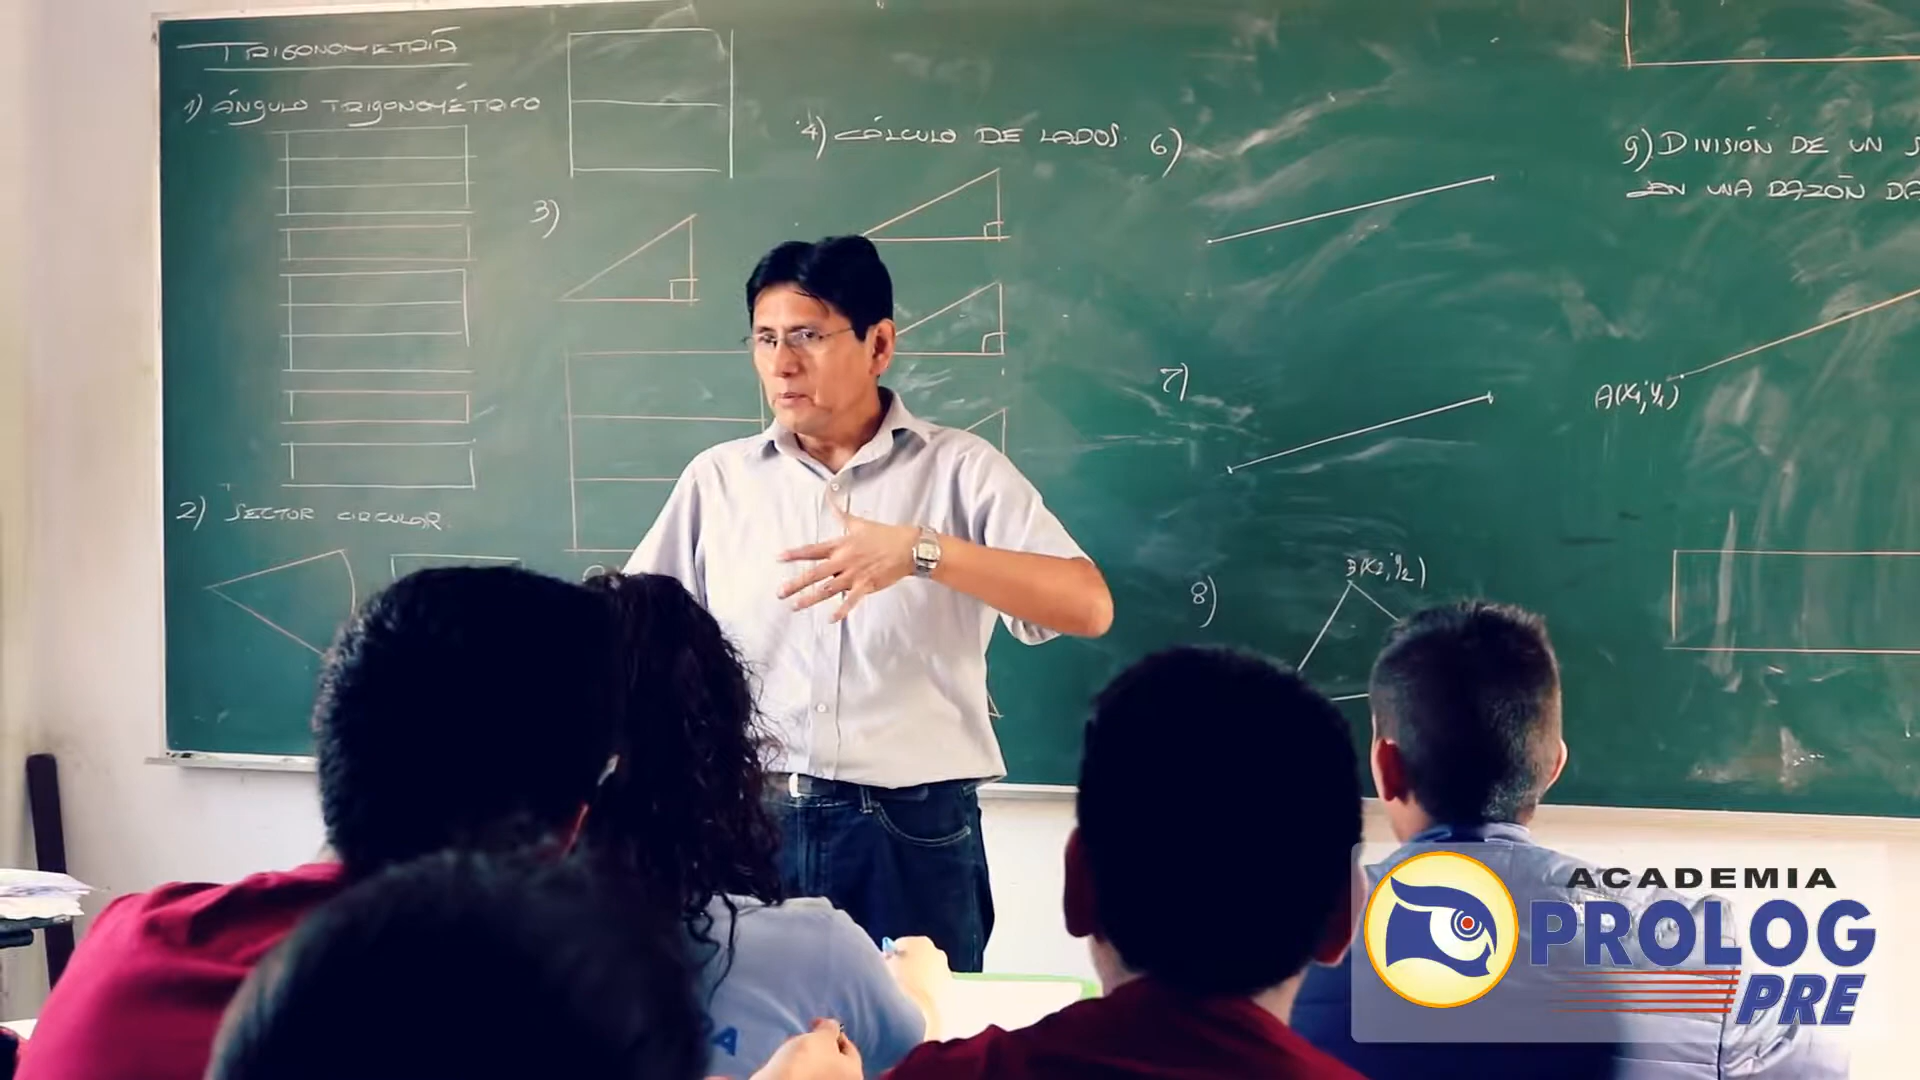 TRIGONOMETRÍA
1) ÁNGULO TRIGONOMÉTRICO
2) SECTOR CIRCULAR.
3)
4) CÁLCULO DE LADOS.
6)
7)
8)
B(X2;Y2)
9) DIVISIÓN DE UN S
EN UNA RAZÓN DA
A(X1;Y1)
ACADEMIA
PROLOG
PRE